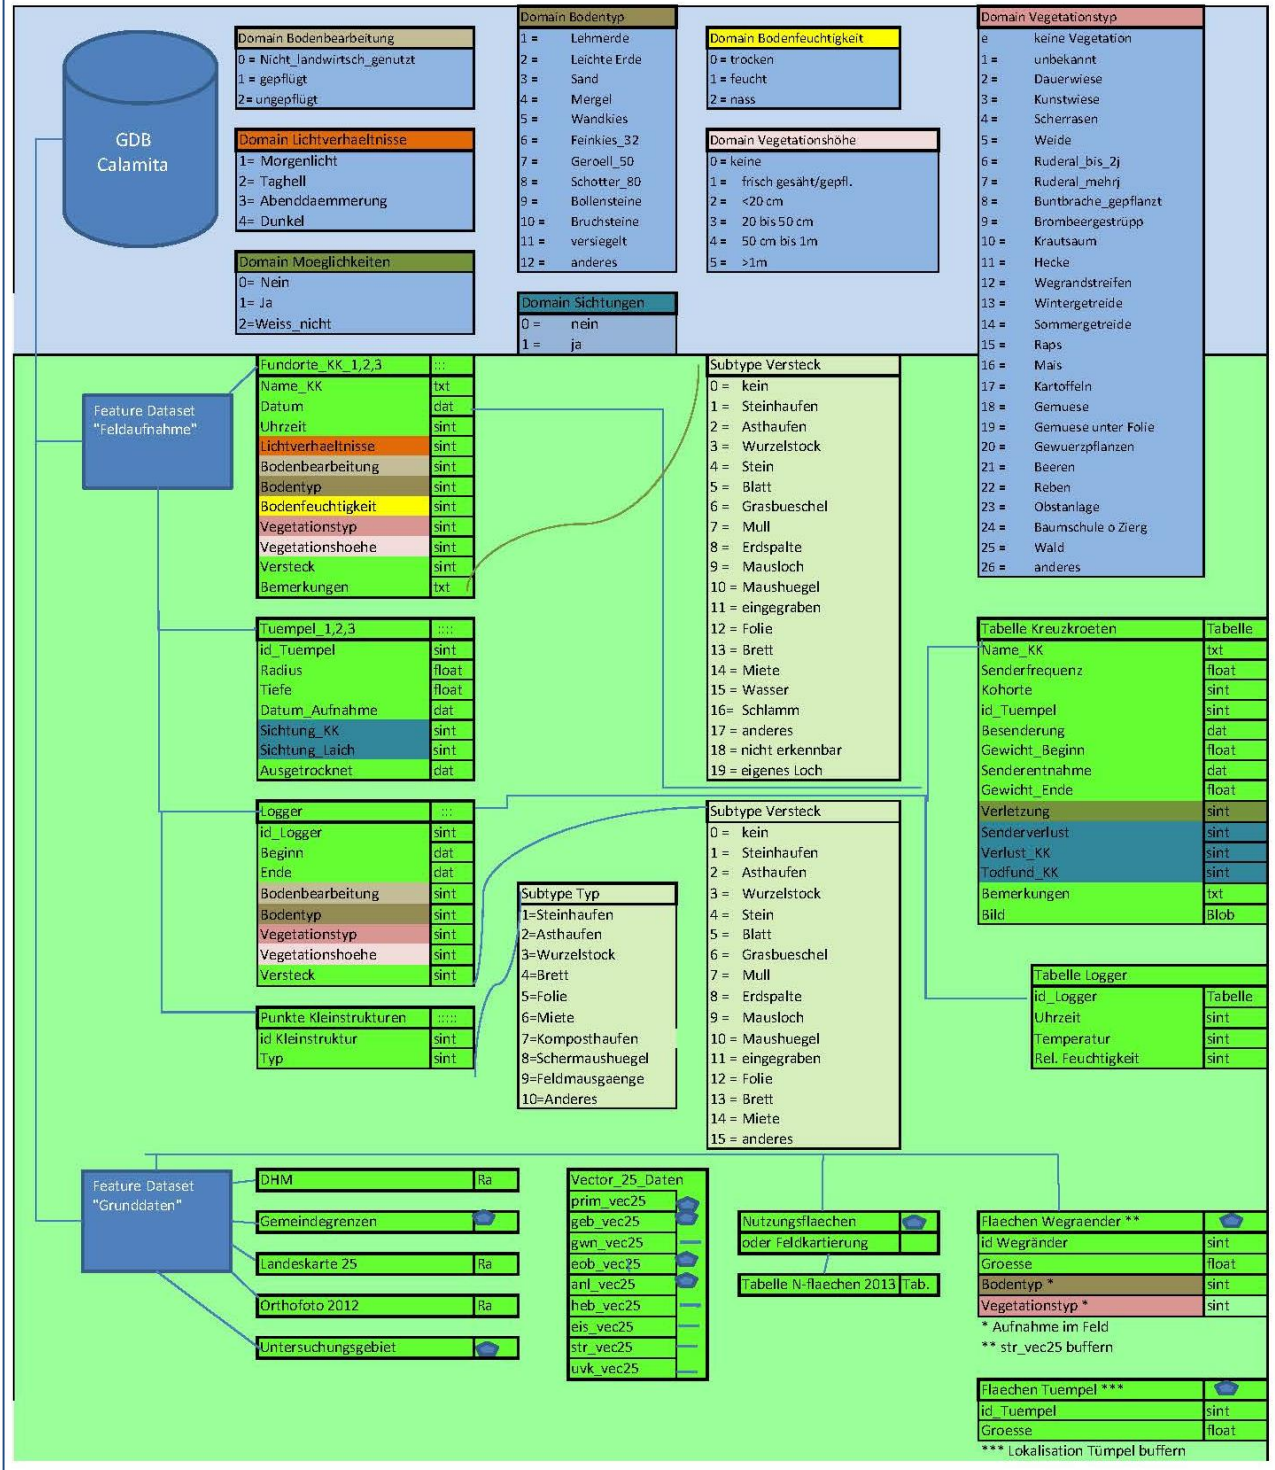 GDB
Calamita
Domain Bodenbearbeitung
0 = Nicht_landwirtsch_genutzt
1 = gepflügt
2= ungepflügt
Domain Lichtverhaeltnisse
1= Morgenlicht
2= Taghell
3= Abenddaemmerung
4= Dunkel
Domain Moeglichkeiten
0= Nein
1= Ja
2=Weiss_nicht
Domain Bodentyp
1 = Lehmerde
2 = Leichte Erde
3 = Sand
4 = Mergel
5 = Wandkies
6 = Feinkies_32
7 = Geroell_50
8 = Schotter_80
9 = Bollensteine
10 = Bruchsteine
11 = versiegelt
12 = anderes
Domain Sichtungen
0 = nein
1 = ja
Domain Bodenfeuchtigkeit
0 = trocken
1 = feucht
2 = nass
Domain Vegetationshöhe
0 = keine
1 = frisch gesäht/gepfl.
2 = <20 cm
3 = 20 bis 50 cm
4 = 50 cm bis 1m
5 = >1m
Domain Vegetationstyp
e keine Vegetation
1 = unbekannt
2 = Dauerwiese
3 = Kunstwiese
4 = Scherrasen
5 = Weide
6 = Ruderal_bis_2j
7 = Ruderal_mehrj
8 = Buntbrache_gepflanzt
9 = Brombeergestrüpp
10 = Krautsaum
11 = Hecke
12 = Wegrandstreifen
13 = Wintergetreide
14 = Sommergetreide
15 = Raps
16 = Mais
17 = Kartoffeln
18 = Gemuese
19 = Gemuese unter Folie
20 = Gewuerzpflanzen
21 = Beeren
22 = Reben
23 = Obstanlage
24 = Baumschule o Zierg
25 = Wald
26 = anderes
Feature Dataset
"Feldaufnahme"
Fundorte_KK_1,2,3 :::
Name_KK txt
Datum dat
Uhrzeit sint
Lichtverhaeltnisse sint
Bodenbearbeitung sint
Bodentyp sint
Bodenfeuchtigkeit sint
Vegetationstyp sint
Vegetationshoehe sint
Versteck sint
Bemerkungen txt
Tuempel_1,2,3 ::::
id_Tuempel sint
Radius float
Tiefe float
Datum_Aufnahme dat
Sichtung_KK sint
Sichtung_Laich sint
Ausgetrocknet dat
Logger :::
id_Logger sint
Beginn dat
Ende dat
Bodenbearbeitung sint
Bodentyp sint
Vegetationstyp sint
Vegetationshoehe sint
Versteck sint
Punkte Kleinstrukturen :::::
id Kleinstruktur sint
Typ sint
Subtype Typ
1=Steinhaufen
2=Asthaufen
3=Wurzelstock
4=Brett
5=Folie
6=Miete
7=Komposthaufen
8=Schermaushuegel
9=Feldmausgaenge
10=Anderes
Subtype Versteck
0 = kein
1 = Steinhaufen
2 = Asthaufen
3 = Wurzelstock
4 = Stein
5 = Blatt
6 = Grasbueschel
7 = Mull
8 = Erdspalte
9 = Mausloch
10 = Maushuegel
11 = eingegraben
12 = Folie
13 = Brett
14 = Miete
15 = Wasser
16= Schlamm
17 = anderes
18 = nicht erkennbar
19 = eigenes Loch
Subtype Versteck
0 = kein
1 = Steinhaufen
2 = Asthaufen
3 = Wurzelstock
4 = Stein
5 = Blatt
6 = Grasbueschel
7 = Mull
8 = Erdspalte
9 = Mausloch
10 = Maushuegel
11 = eingegraben
12 = Folie
13 = Brett
14 = Miete
15 = anderes
Tabelle Kreuzkroeten Tabelle
Name_KK txt
Senderfrequenz float
Kohorte sint
id_Tuempel sint
Besenderung dat
Gewicht_Beginn float
Senderentnahme dat
Gewicht_Ende float
Verletzung sint
Senderverlust sint
Verlust_KK sint
Todfund_KK sint
Bemerkungen txt
Bild Blob
Tabelle Logger
id_Logger Tabelle
Uhrzeit sint
Temperatur sint
Rel. Feuchtigkeit sint
Feature Dataset
"Grunddaten"
DHM Ra
Gemeindegrenzen
Landeskarte 25 Ra
Orthofoto 2012 Ra
Untersuchungsgebiet
Vector_25_Daten
prim_vec25
geb_vec25
gwn_vec25
eob_vec25
anl_vec25
heb_vec25
eis_vec25
str_vec25
uvk_vec25
Nutzungsflaechen
oder Feldkartierung
Tabelle N-flaechen 2013 Tab.
Flaechen Wegraender **
id Wegränder sint
Groesse float
Bodentyp * sint
Vegetationstyp * sint
* Aufnahme im Feld
** str_vec25 buffern
Flaechen Tuempel ***
id_Tuempel sint
Groesse float
*** Lokalisation Tümpel buffern